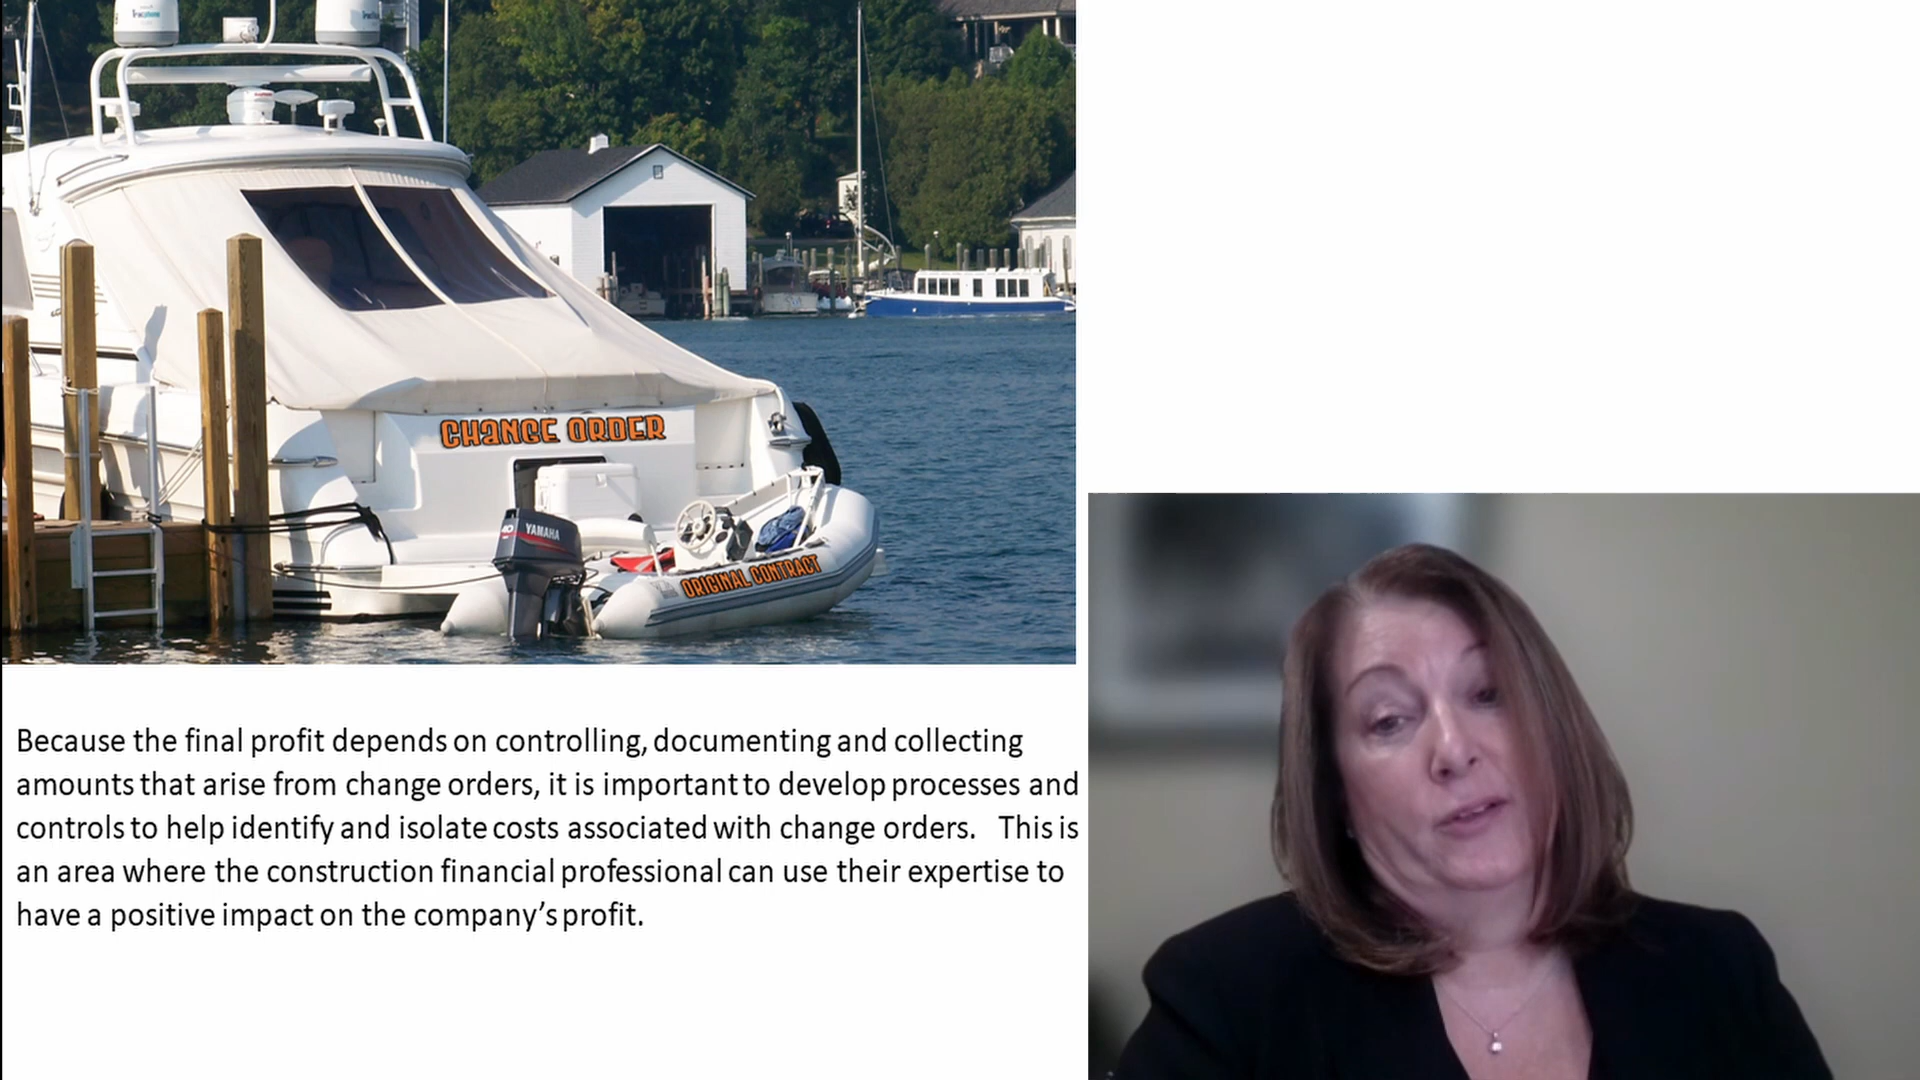 CHANGE ORDER
YAMAHA
ORIGINAL CONTRACT
Because the final profit depends on controlling, documenting and collecting
amounts that arise from change orders, it is important to develop processes and
controls to help identify and isolate costs associated with change orders. This is
an area where the construction financial professional can use their expertise to
have a positive impact on the company's profit.